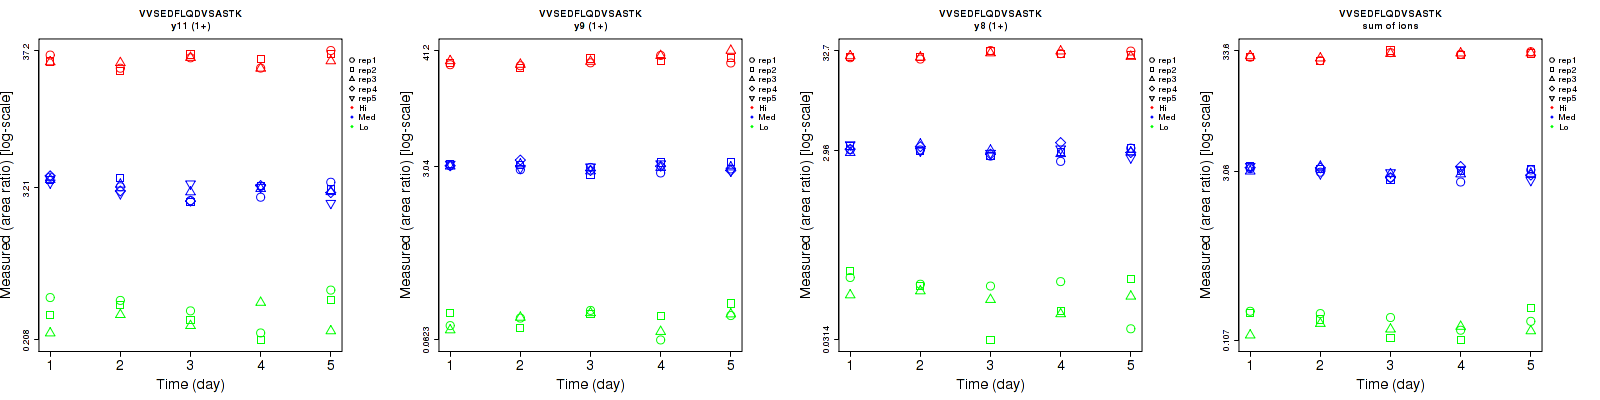 VVSEDFLQDVSASTK
y11 (1+)
Measured (area ratio) [log-scale]
37.2
3.21
0.208
1 2 3 4 5
Time (day)
rep1
rep2
rep3
rep4
rep5
Hi
Med
Lo
VVSEDFLQDVSASTK
y9 (1+)
Measured (area ratio) [log-scale]
41.2
3.04
0.0623
1 2 3 4 5
Time (day)
rep1
rep2
rep3
rep4
rep5
Hi
Med
Lo
VVSEDFLQDVSASTK
y8 (1+)
Measured (area ratio) [log-scale]
32.7
2.96
0.0314
1 2 3 4 5
Time (day)
rep1
rep2
rep3
rep4
rep5
Hi
Med
Lo
VVSEDFLQDVSASTK
sum of ions
Measured (area ratio) [log-scale]
33.6
3.06
0.107
1 2 3 4 5
Time (day)
rep1
rep2
rep3
rep4
rep5
Hi
Med
Lo